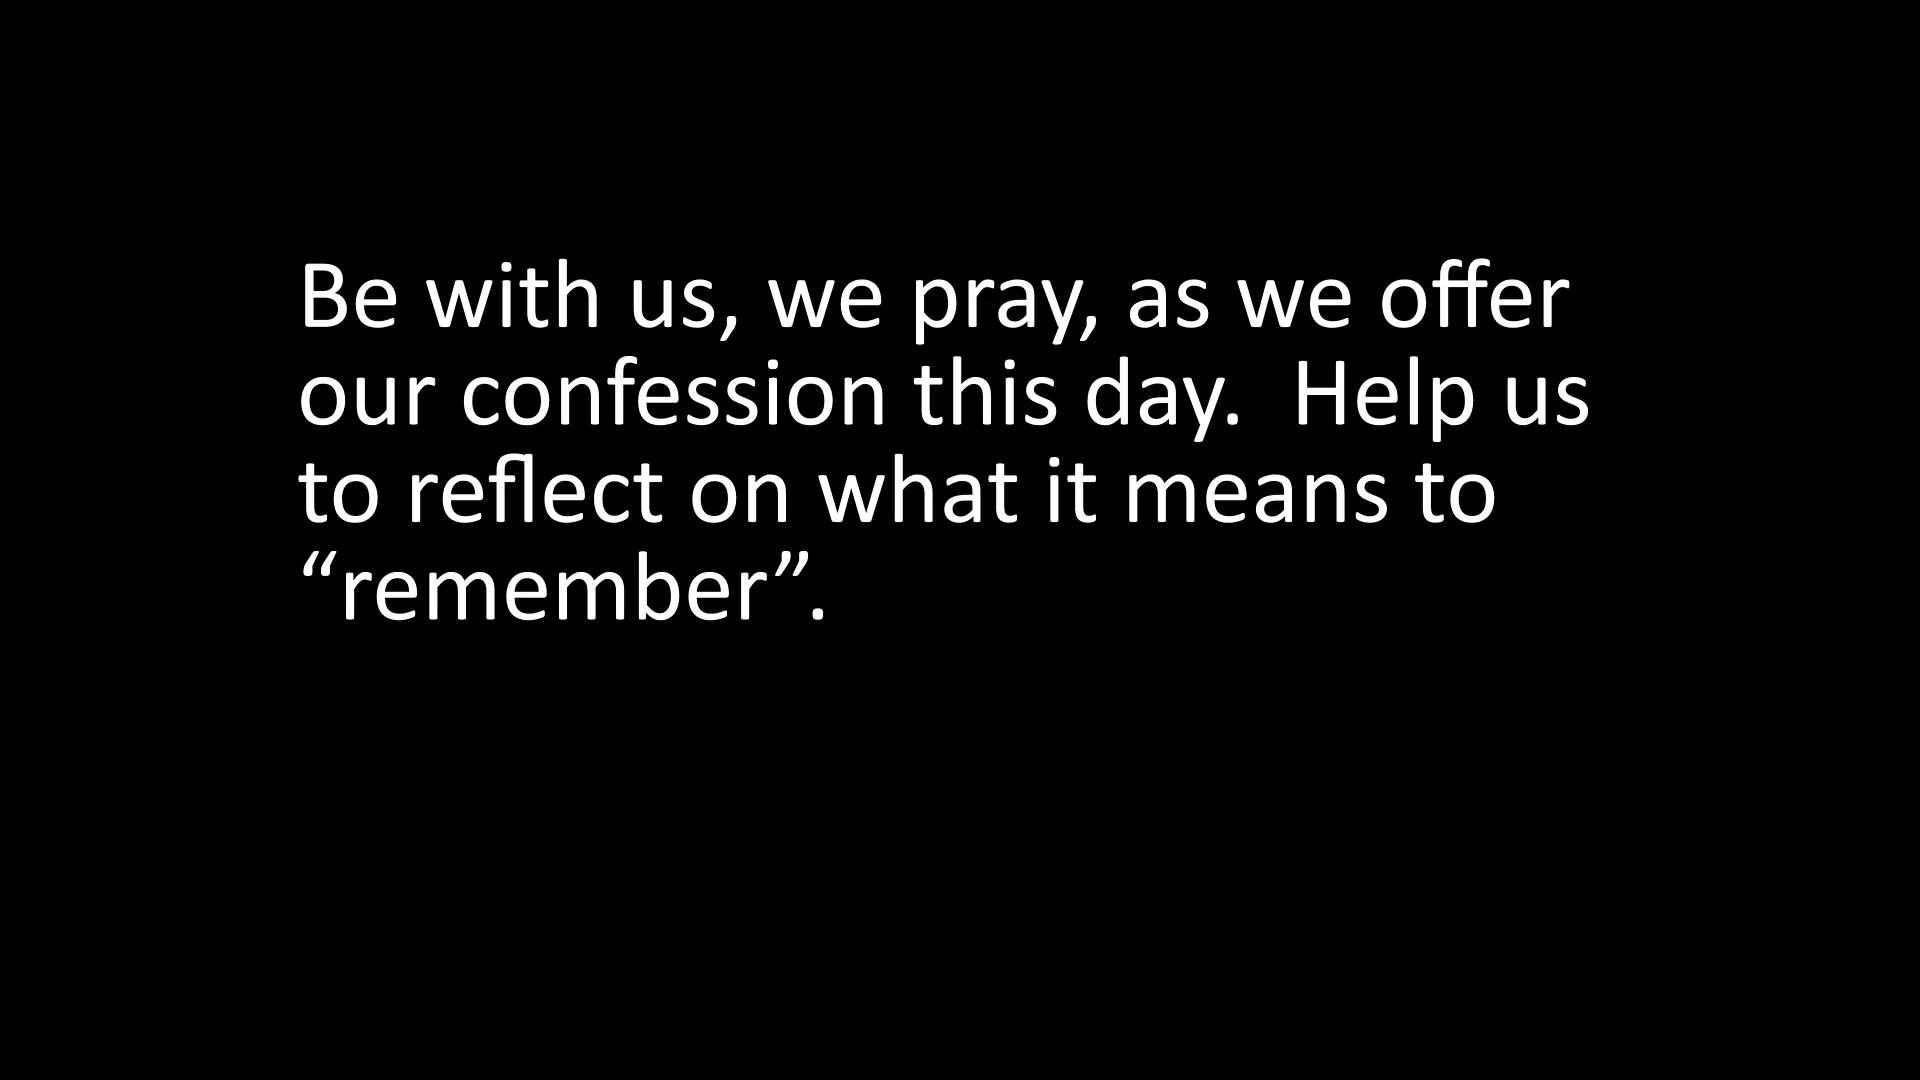 Be with us, we pray, as we offer
our confession this day.  Help us
to reflect on what it means to
“remember”.